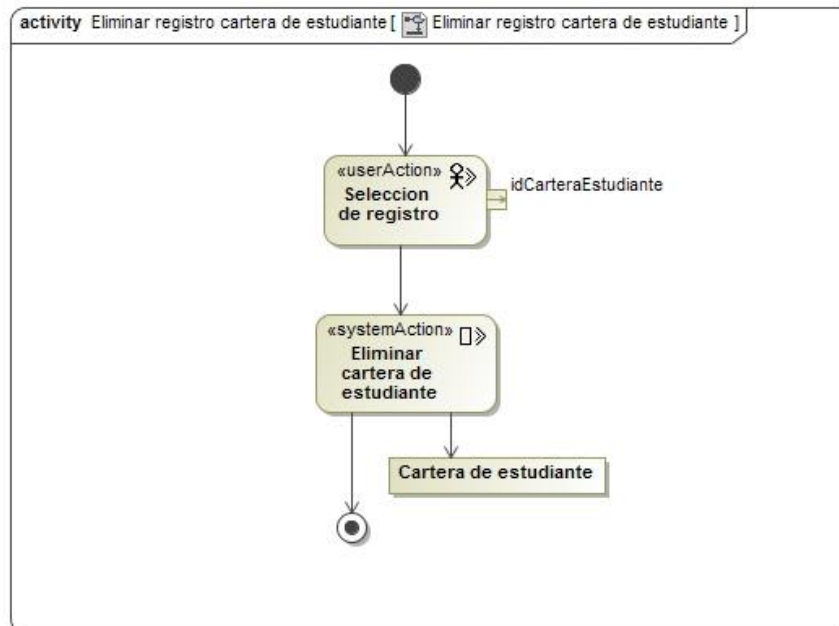 activity Eliminar registro cartera de estudiante [ Eliminar registro cartera de estudiante ]
«userAction»
Seleccion
de registro
idCarteraEstudiante
«systemAction»
Eliminar
cartera de
estudiante
Cartera de estudiante